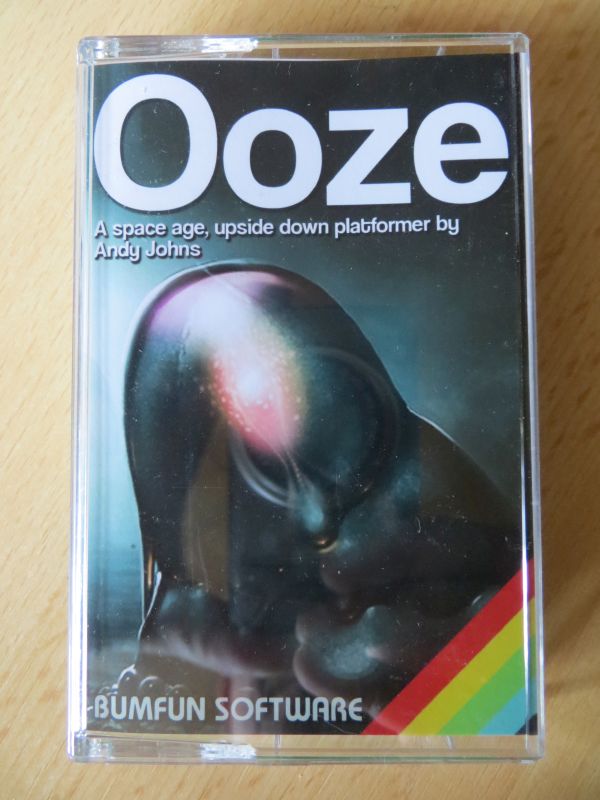 Ooze
A space age, upside down platformer by
Andy Johns
BUMFUN SOFTWARE